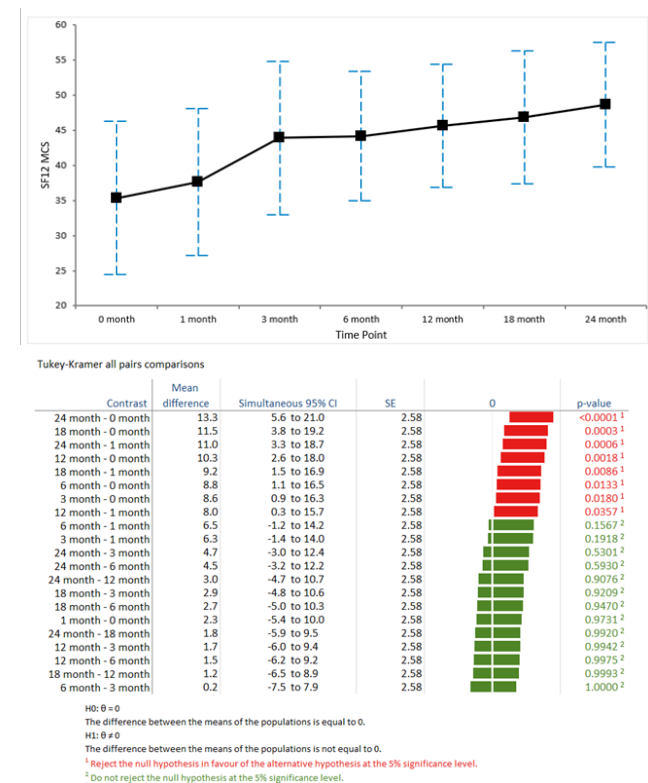 60
55
50
45
40
35
30
25
20
SF12 MCS
0 month 1 month 3 month 6 month 12 month 18 month 24 month
Time Point
Tukey-Kramer all pairs comparisons
Contrast Mean difference Simultaneous 95% CI SE 0 p-value
24 month - 0 month 13.3 5.6 to 21.0 2.58 <0.0001 ¹
18 month - 0 month 11.5 3.8 to 19.2 2.58 0.0003 ¹
24 month - 1 month 11.0 3.3 to 18.7 2.58 0.0006 ¹
12 month - 0 month 10.3 2.6 to 18.0 2.58 0.0018 ¹
18 month - 1 month 9.2 1.5 to 16.9 2.58 0.0086 ¹
6 month - 0 month 8.8 1.1 to 16.5 2.58 0.0133 ¹
3 month - 0 month 8.6 0.9 to 16.3 2.58 0.0180 ¹
12 month - 1 month 8.0 0.3 to 15.7 2.58 0.0357 ¹
6 month - 1 month 6.5 -1.2 to 14.2 2.58 0.1567 ²
3 month - 1 month 6.3 -1.4 to 14.0 2.58 0.1918 ²
24 month - 3 month 4.7 -3.0 to 12.4 2.58 0.5301 ²
24 month - 6 month 4.5 -3.2 to 12.2 2.58 0.5930 ²
24 month - 12 month 3.0 -4.7 to 10.7 2.58 0.9076 ²
18 month - 3 month 2.9 -4.8 to 10.6 2.58 0.9209 ²
18 month - 6 month 2.7 -5.0 to 10.3 2.58 0.9470 ²
1 month - 0 month 2.3 -5.4 to 10.0 2.58 0.9731 ²
24 month - 18 month 1.8 -5.9 to 9.5 2.58 0.9920 ²
12 month - 3 month 1.7 -6.0 to 9.4 2.58 0.9942 ²
12 month - 6 month 1.5 -6.2 to 9.2 2.58 0.9975 ²
18 month - 12 month 1.2 -6.5 to 8.9 2.58 0.9993 ²
6 month - 3 month 0.2 -7.5 to 7.9 2.58 1.0000 ²
H0: θ = 0
The difference between the means of the populations is equal to 0.
H1: θ ≠ 0
The difference between the means of the populations is not equal to 0.
¹ Reject the null hypothesis in favour of the alternative hypothesis at the 5% significance level.
² Do not reject the null hypothesis at the 5% significance level.